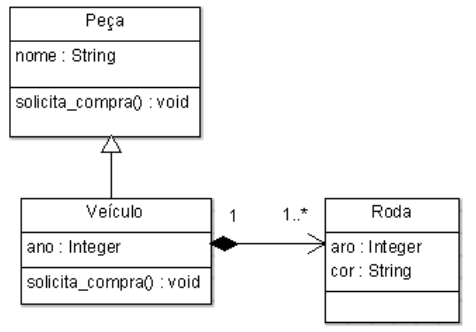 Peça
nome : String
solicita_compra() : void
Veículo
ano : Integer
solicita_compra() : void
1
1..*
Roda
aro : Integer
cor : String